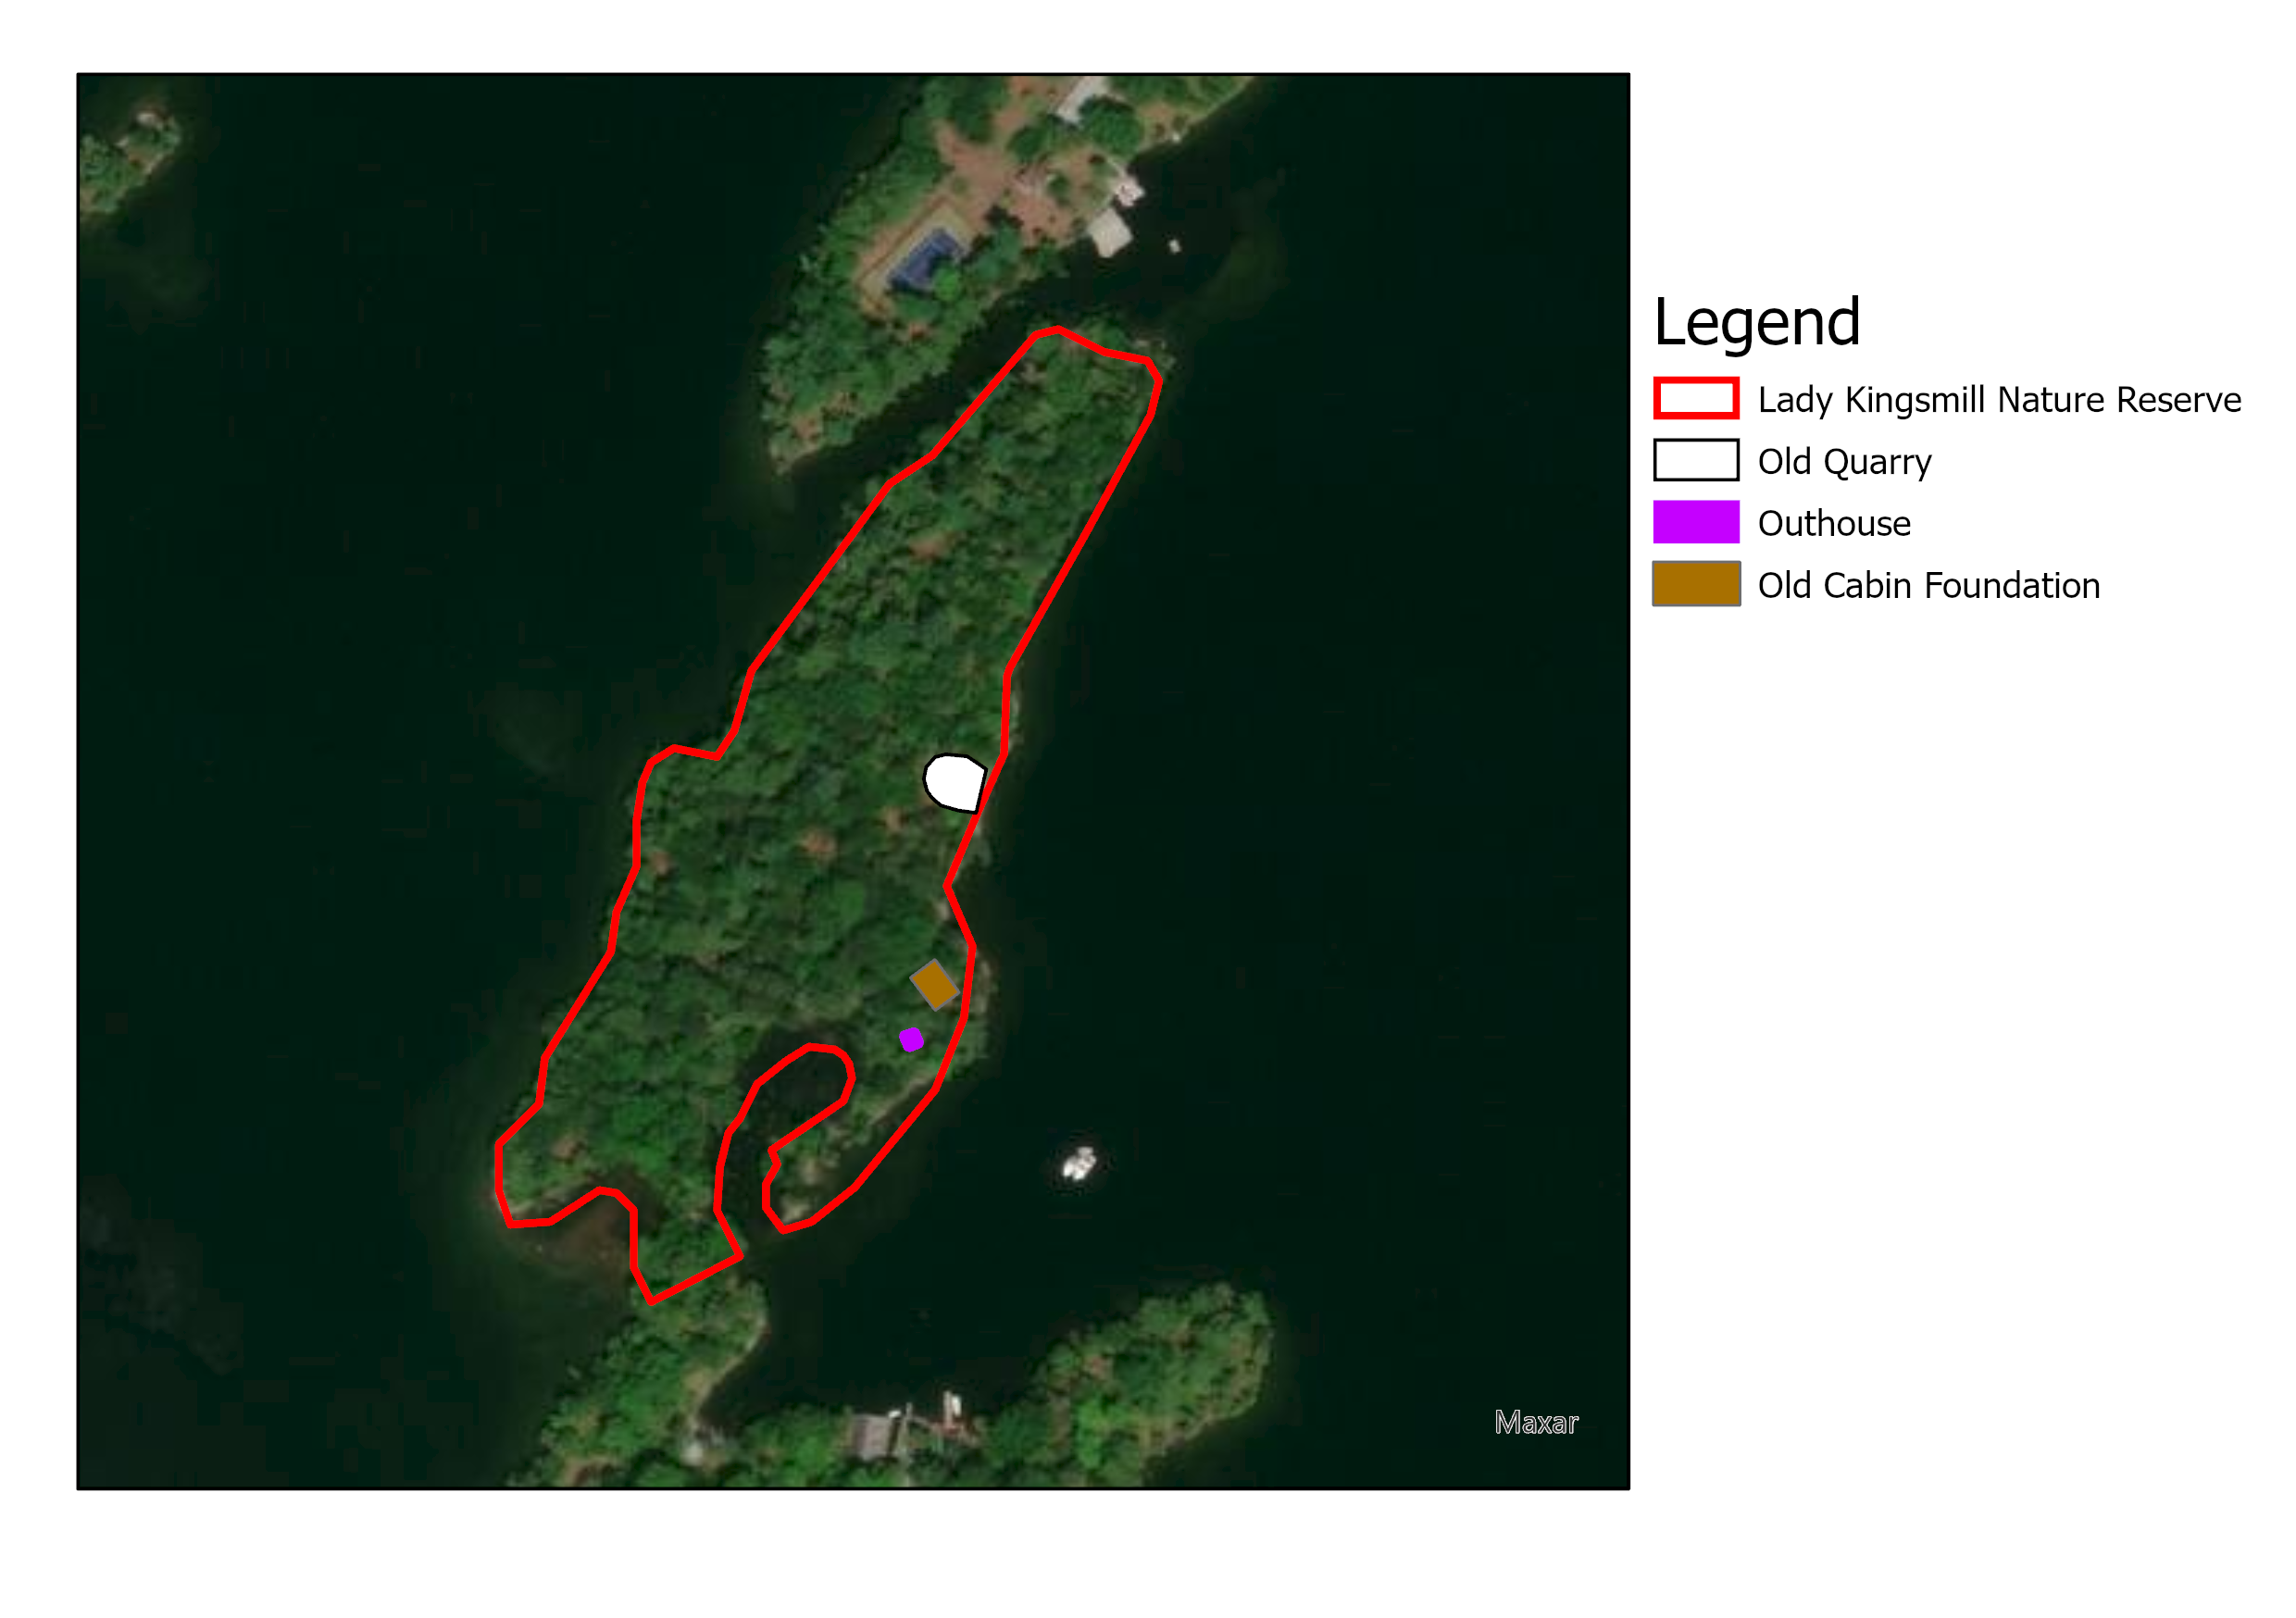 Legend
Lady Kingsmill Nature Reserve
Old Quarry
Outhouse
Old Cabin Foundation
Maxar